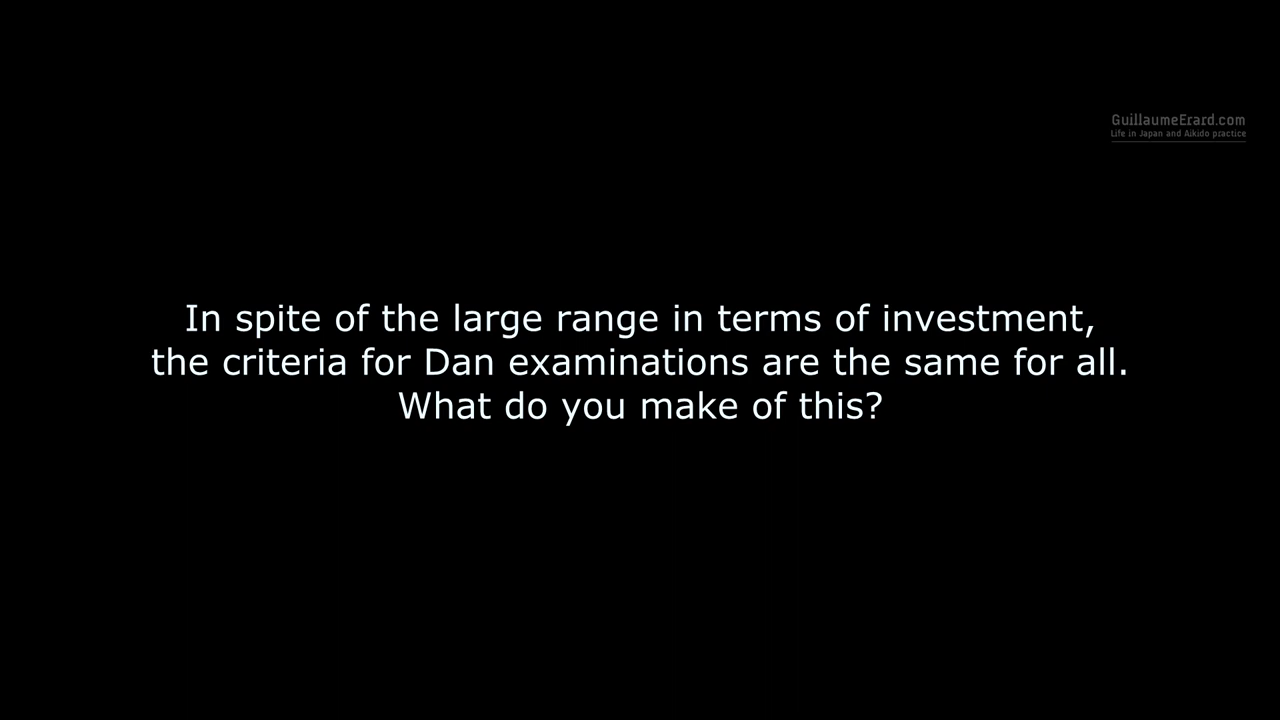 GuillaumeErard.com
Life in Japan and Aikido practice
In spite of the large range in terms of investment,
the criteria for Dan examinations are the same for all.
What do you make of this?